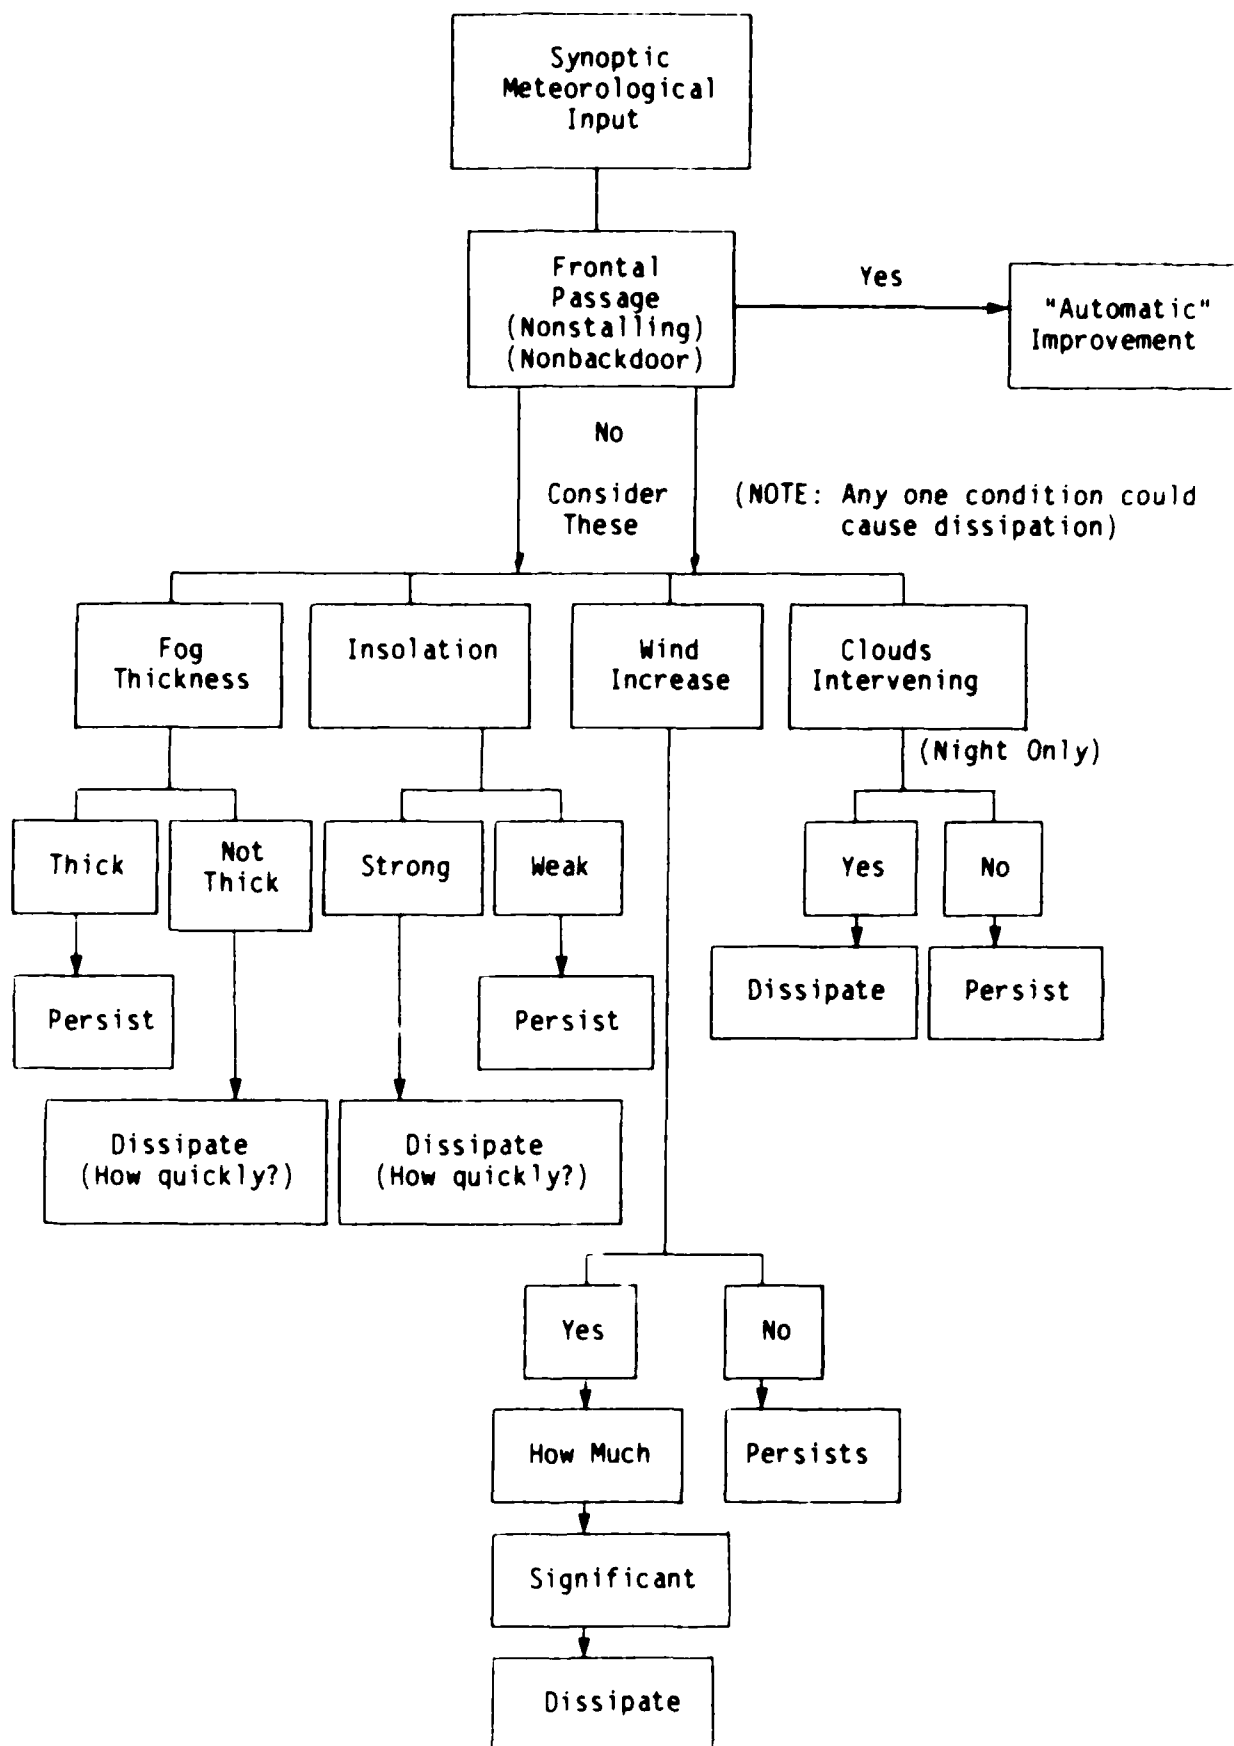 Synoptic
Meteorological
Input
Frontal
Passage
(Nonstalling)
(Nonbackdoor)
Yes
"Automatic"
Improvement
No
Consider
These
(NOTE: Any one condition could
cause dissipation)
Fog
Thickness
Insolation
Wind
Increase
Clouds
Intervening
(Night Only)
Thick
Not
Thick
Strong
Weak
Yes
No
Persist
Persist
Dissipate
Persist
Dissipate
(How quickly?)
Dissipate
(How quickly?)
Yes
No
How Much
Persists
Significant
Dissipate